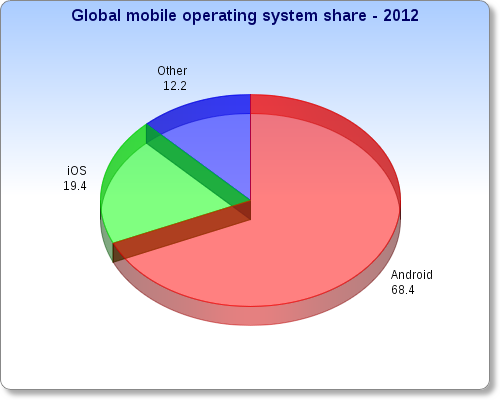 Global mobile operating system share - 2012
Other
12.2
iOS
19.4
Android
68.4